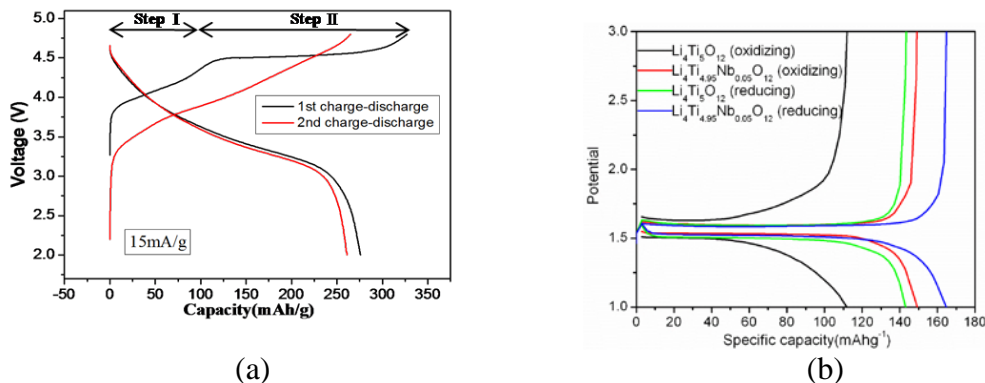 Step I
Step II
5.0
4.5
4.0
3.5
3.0
2.5
2.0
Voltage (V)
1st charge-discharge
2nd charge-discharge
15mA/g
-50 0 50 100 150 200 250 300 350
Capacity(mAh/g)
(a)
3.0
2.5
2.0
1.5
1.0
Potential
Li₄Ti₅O₁₂ (oxidizing)
Li₄Ti₄.₉₅Nb₀.₀₅O₁₂ (oxidizing)
Li₄Ti₅O₁₂ (reducing)
Li₄Ti₄.₉₅Nb₀.₀₅O₁₂ (reducing)
0 20 40 60 80 100 120 140 160 180
Specific capacity(mAhg⁻¹)
(b)